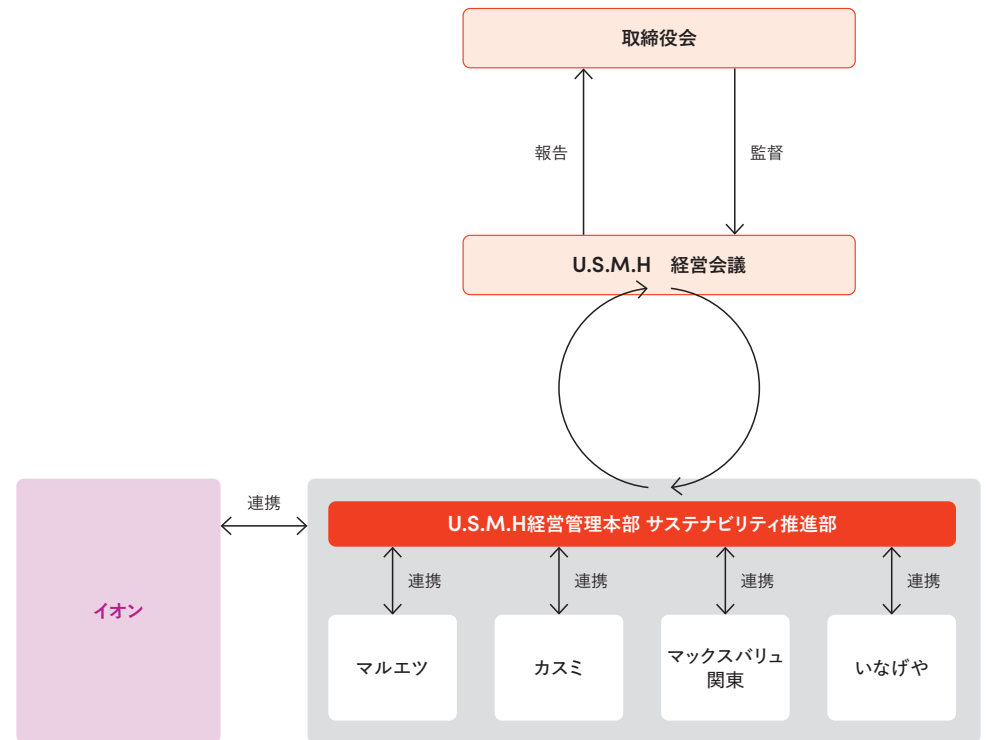 取締役会
報告
監督
U.S.M.H　経営会議
連携
U.S.M.H経営管理本部 サステナビリティ推進部
イオン
連携
連携
連携
連携
マルエツ
カスミ
マックスバリュ
関東
いなげや